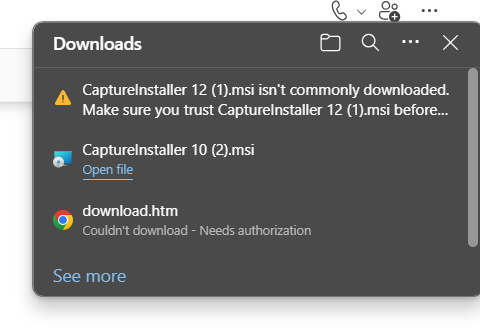 Downloads
CaptureInstaller 12 (1).msi isn't commonly downloaded.
Make sure you trust CaptureInstaller 12 (1).msi before...
CaptureInstaller 10 (2).msi
Open file
download.htm
Couldn't download - Needs authorization
See more